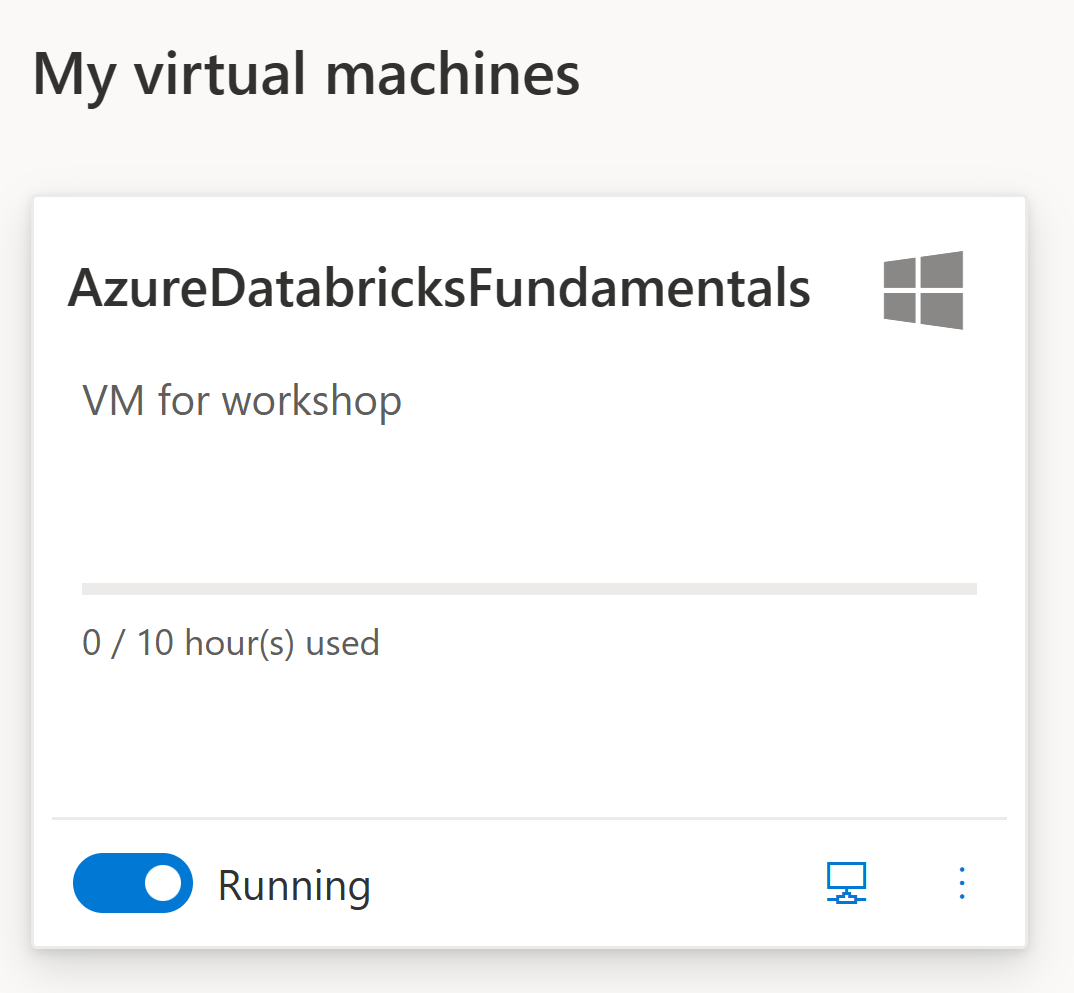 My virtual machines
AzureDatabricksFundamentals
VM for workshop
0 / 10 hour(s) used
Running